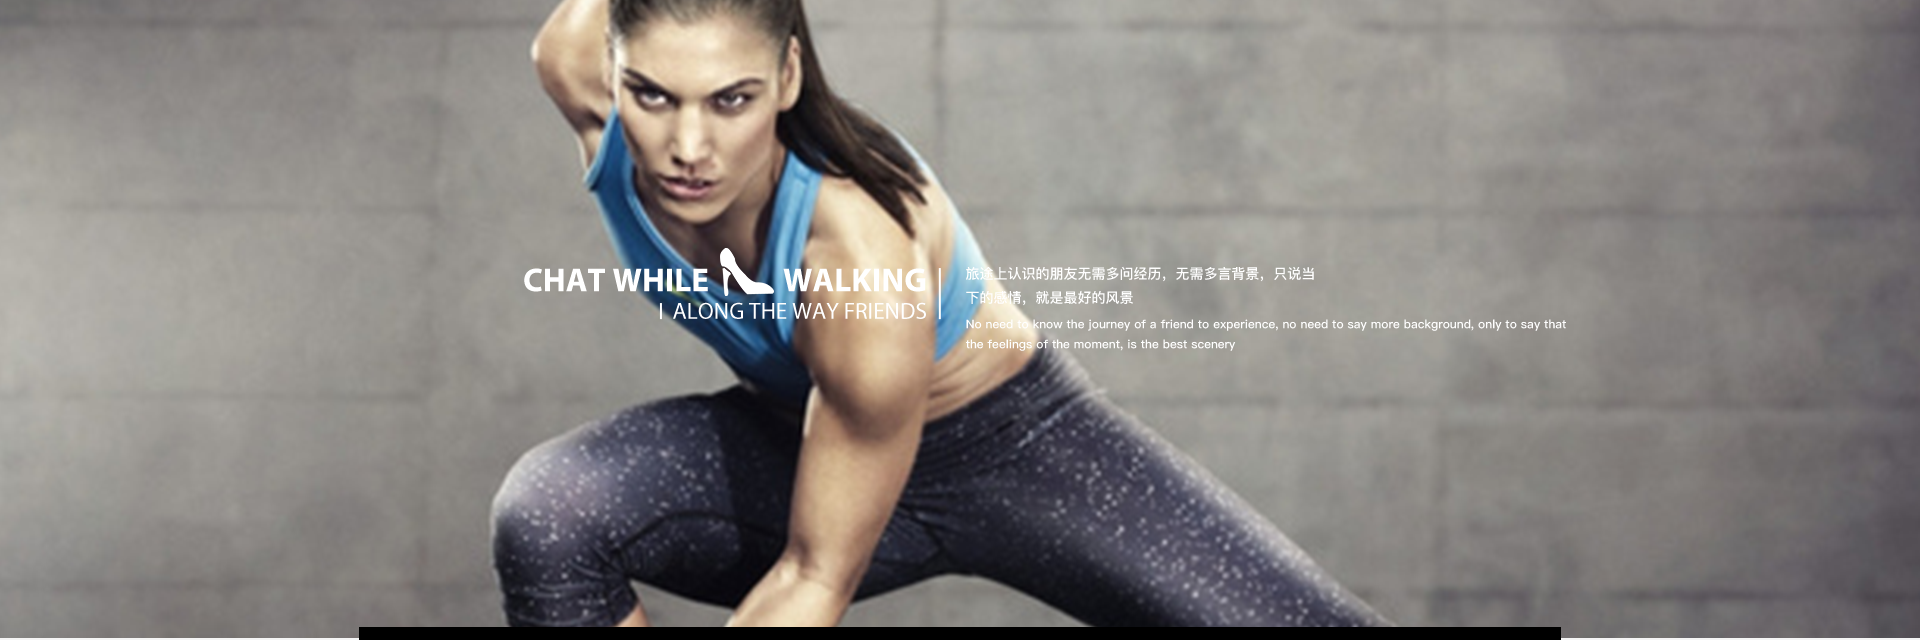 CHAT WHILE WALKING
I ALONG THE WAY FRIENDS
旅途上认识的朋友无需多问经历，无需多言背景，只说当
下的感情，就是最好的风景
No need to know the journey of a friend to experience, no need to say more background, only to say that
the feelings of the moment, is the best scenery